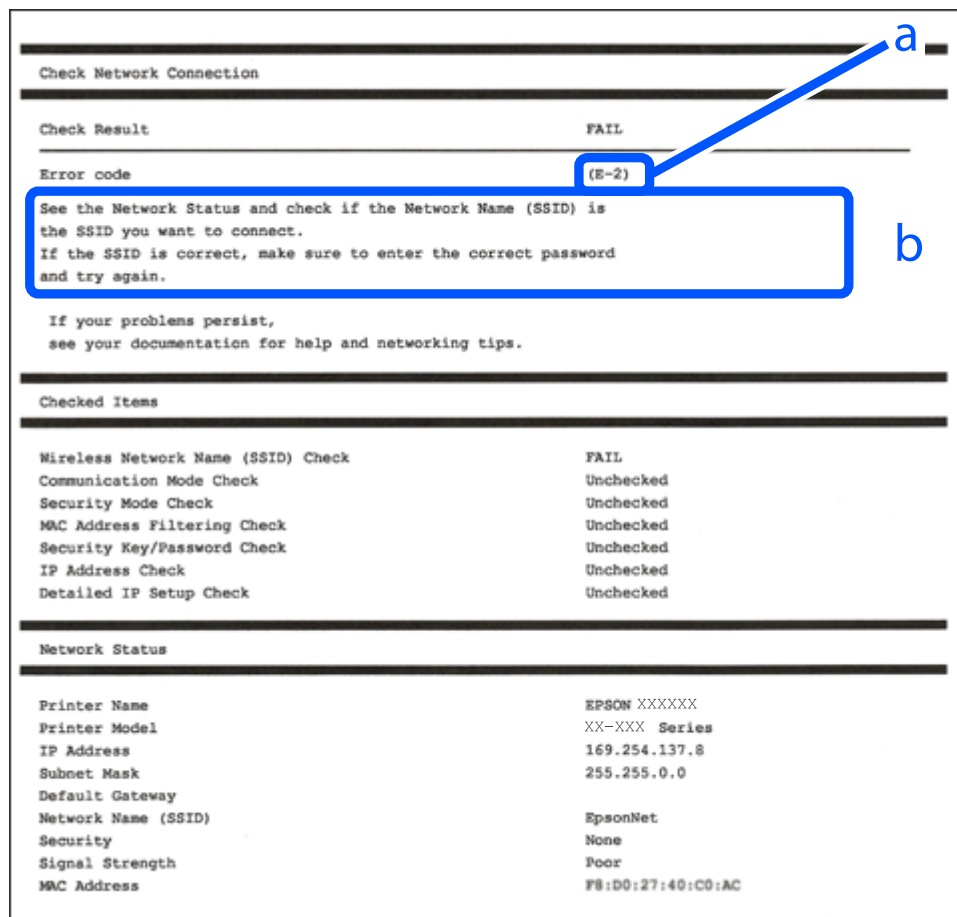 a
Check Network Connection
Check Result FAIL
Error code (E-2)
See the Network Status and check if the Network Name (SSID) is
the SSID you want to connect.
If the SSID is correct, make sure to enter the correct password
and try again.
b
If your problems persist,
see your documentation for help and networking tips.
Checked Items
Wireless Network Name (SSID) Check FAIL
Communication Mode Check Unchecked
Security Mode Check Unchecked
MAC Address Filtering Check Unchecked
Security Key/Password Check Unchecked
IP Address Check Unchecked
Detailed IP Setup Check Unchecked
Network Status
Printer Name EPSON XXXXXX
Printer Model XX-XXX Series
IP Address 169.254.137.8
Subnet Mask 255.255.0.0
Default Gateway
Network Name (SSID) EpsonNet
Security None
Signal Strength Poor
MAC Address F8:D0:27:40:C0:AC